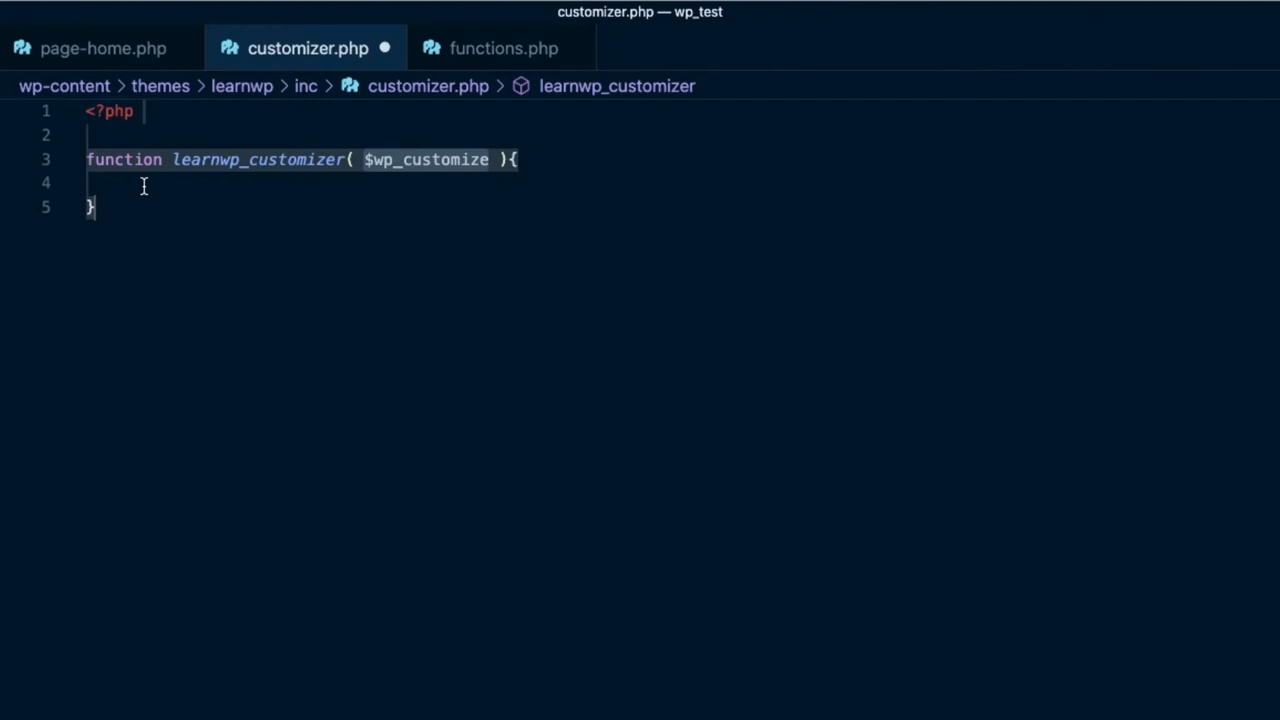 customizer.php — wp_test
page-home.php customizer.php functions.php
wp-content > themes > learnwp > inc > customizer.php > learnwp_customizer
1 <?php
2
3 function learnwp_customizer( $wp_customize ){
4
5 }